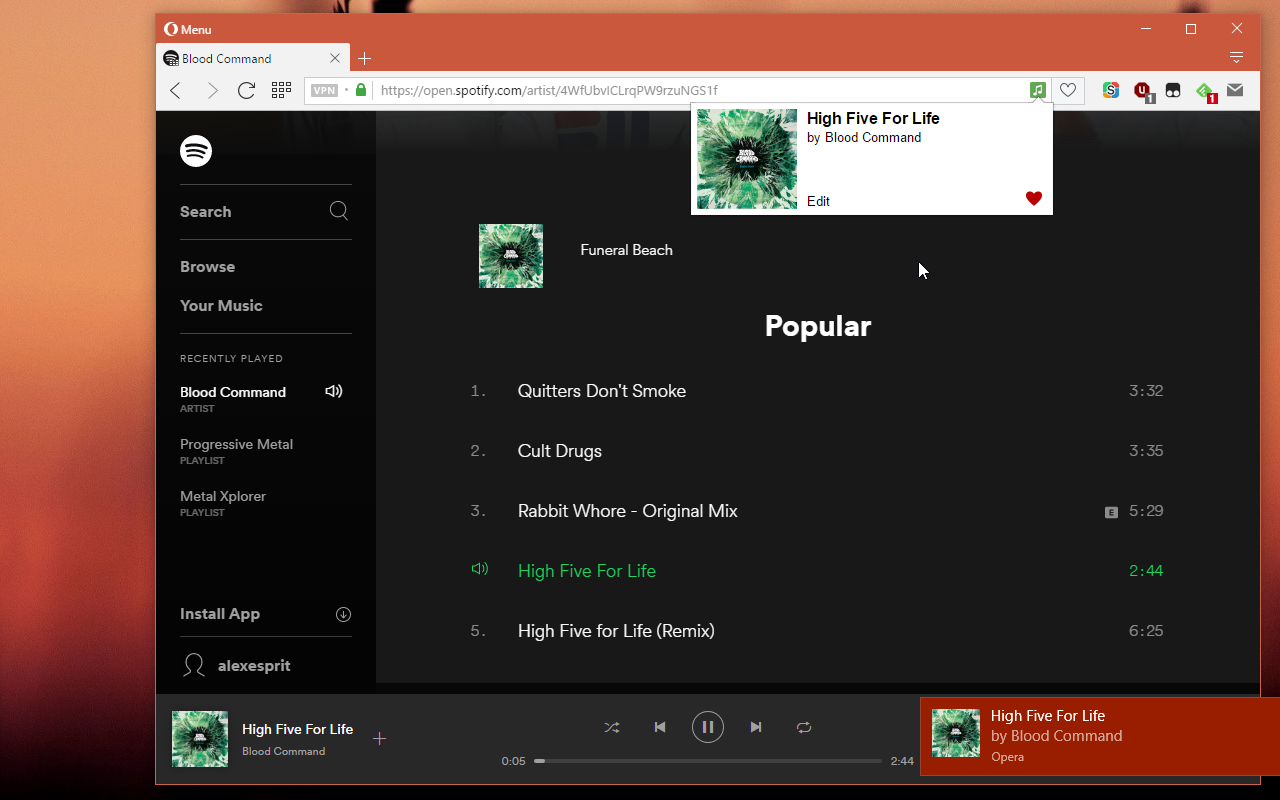 Menu
Blood Command
VPN
https://open.spotify.com/artist/4WfUbvICLrqPW9rzuNGS1f
S
1
1
High Five For Life
by Blood Command
Edit
Search
Browse
Your Music
RECENTLY PLAYED
Blood Command
ARTIST
Progressive Metal
PLAYLIST
Metal Xplorer
PLAYLIST
Install App
alexesprit
Funeral Beach
Popular
1. Quitters Don't Smoke 3:32
2. Cult Drugs 3:35
3. Rabbit Whore - Original Mix E 5:29
High Five For Life 2:44
5. High Five for Life (Remix) 6:25
High Five For Life
Blood Command
0:05 2:44
High Five For Life
by Blood Command
Opera